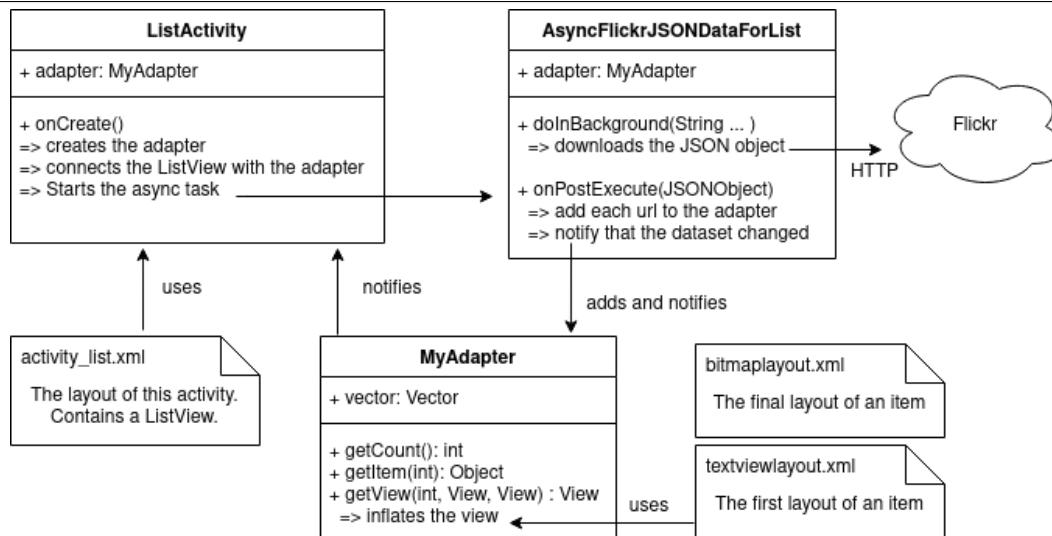 ListActivity
+ adapter: MyAdapter
+ onCreate()
=> creates the adapter
=> connects the ListView with the adapter
=> Starts the async task
AsyncFlickrJSONDataForList
+ adapter: MyAdapter
+ doInBackground(String ... )
=> downloads the JSON object
+ onPostExecute(JSONObject)
=> add each url to the adapter
=> notify that the dataset changed
HTTP
Flickr
uses
notifies
adds and notifies
activity_list.xml
The layout of this activity.
Contains a ListView.
MyAdapter
+ vector: Vector
+ getCount(): int
+ getItem(int): Object
+ getView(int, View, View) : View
=> inflates the view
uses
bitmaplayout.xml
The final layout of an item
textviewlayout.xml
The first layout of an item